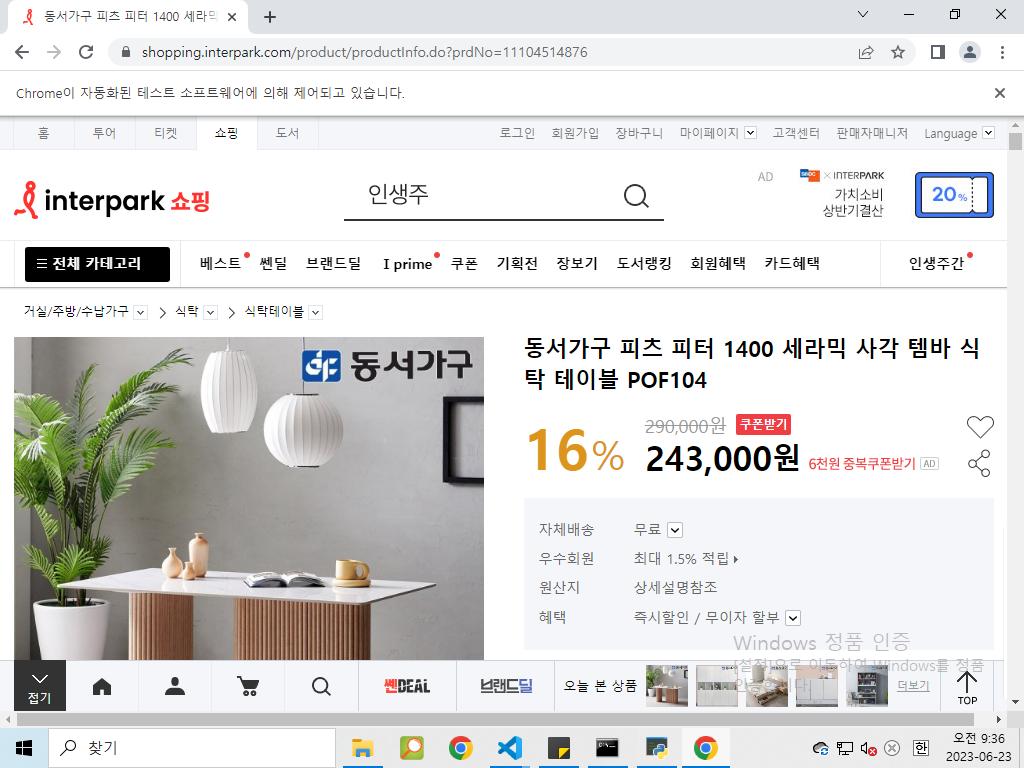 동서가구 피츠 피터 1400 세라믹
shopping.interpark.com/product/productInfo.do?prdNo=11104514876
Chrome이 자동화된 테스트 소프트웨어에 의해 제어되고 있습니다.
홈 투어 티켓 쇼핑 도서 로그인 회원가입 장바구니 마이페이지 고객센터 판매자매니저 Language
interpark 쇼핑
인생주
AD
× INTERPARK
가치소비
상반기결산
20%
전체 카테고리 베스트 쎈딜 브랜드딜 I prime 쿠폰 기획전 장보기 도서랭킹 회원혜택 카드혜택 인생주간
거실/주방/수납가구 식탁 식탁테이블
동서가구
동서가구 피츠 피터 1400 세라믹 사각 템바 식
탁 테이블 POF104
16%
290,000원 쿠폰받기
243,000원 6천원 중복쿠폰받기 AD
자체배송 무료
우수회원 최대 1.5% 적립
원산지 상세설명참조
혜택 즉시할인 / 무이자 할부
Windows 정품 인증
[설정]으로 이동하여 Windows를 정품
인증합니다.
접기
쎈DEAL 브랜드딜 오늘 본 상품 더보기 TOP
찾기
한
오전 9:36
2023-06-23